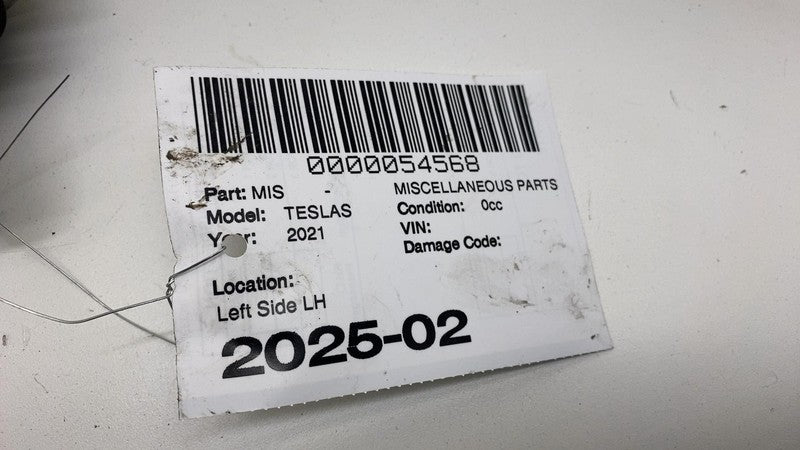 0000054568
Part: MIS - MISCELLANEOUS PARTS
Model: TESLAS Condition: 0cc
Year: 2021 VIN:
Damage Code:
Location:
Left Side LH
2025-02